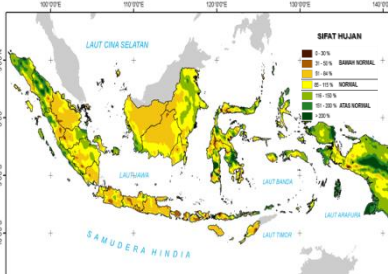 100°0'0"E 110°0'0"E 120°0'0"E 130°0'0"E
SIFAT HUJAN
LAUT CINA SELATAN
0 - 30 %
31 - 50 % BAWAH NORMAL
51 - 84 %
85 - 115 % NORMAL
116 - 150 %
151 - 200 % ATAS NORMAL
> 200 %
LAUT JAWA
LAUT BANDA
LAUT ARAFURA
LAUT TIMOR
SAMUDERA HINDIA